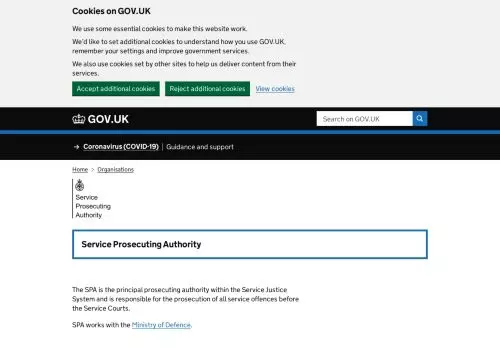 Cookies on GOV.UK
We use some essential cookies to make this website work.
We'd like to set additional cookies to understand how you use GOV.UK,
remember your settings and improve government services.
We also use cookies set by other sites to help us deliver content from their
services.
Accept additional cookies Reject additional cookies View cookies
GOV.UK Search on GOV.UK
→ Coronavirus (COVID-19) Guidance and support
Home > Organisations
Service
Prosecuting
Authority
Service Prosecuting Authority
The SPA is the principal prosecuting authority within the Service Justice
System and is responsible for the prosecution of all service offences before
the Service Courts.
SPA works with the Ministry of Defence.